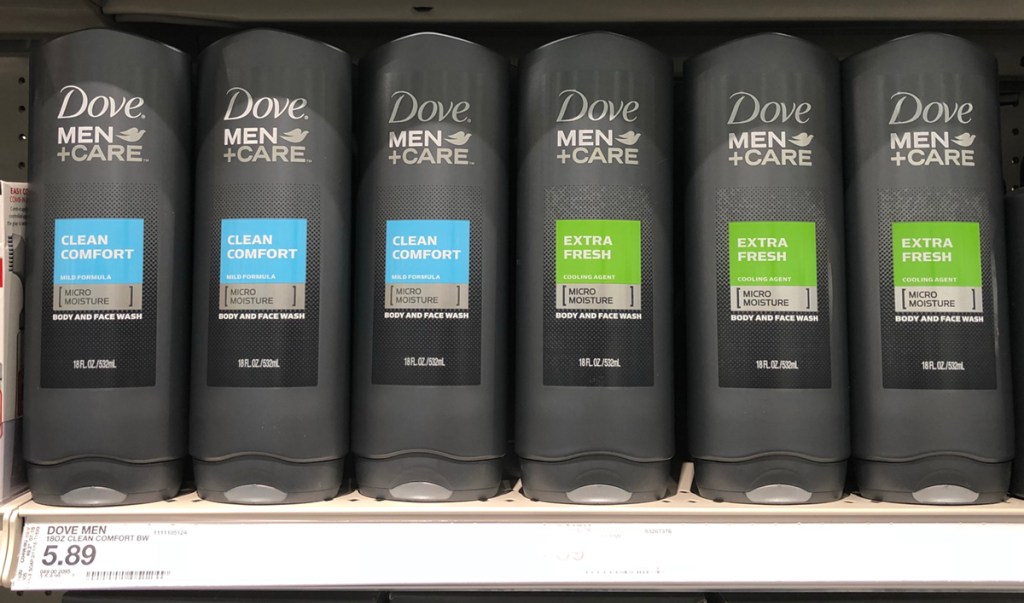 Dove
MEN
+CARE
CLEAN
COMFORT
MILD FORMULA
MICRO
MOISTURE
BODY AND FACE WASH
18 FL. OZ./532mL
Dove
MEN
+CARE
CLEAN
COMFORT
MILD FORMULA
MICRO
MOISTURE
BODY AND FACE WASH
18 FL. OZ./532mL
Dove
MEN
+CARE
CLEAN
COMFORT
MILD FORMULA
MICRO
MOISTURE
BODY AND FACE WASH
18 FL. OZ./532mL
Dove
MEN
+CARE
EXTRA
FRESH
COOLING AGENT
MICRO
MOISTURE
BODY AND FACE WASH
18 FL. OZ./532mL
Dove
MEN
+CARE
EXTRA
FRESH
COOLING AGENT
MICRO
MOISTURE
BODY AND FACE WASH
18 FL. OZ./532mL
Dove
MEN
+CARE
EXTRA
FRESH
COOLING AGENT
MICRO
MOISTURE
BODY AND FACE WASH
18 FL. OZ./532mL
DOVE MEN
18OZ CLEAN COMFORT BW
5.89